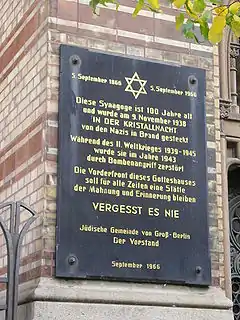 5. September 1866 5. September 1966
Diese Synagoge ist 100 Jahre alt
und wurde am 9. November 1938
IN DER KRISTALLNACHT
von den Nazis in Brand gesteckt
Während des II. Weltkrieges 1939-1945
wurde sie im Jahre 1943
durch Bombenangriff zerstört
Die Vorderfront dieses Gotteshauses
soll für alle Zeiten eine Stätte
der Mahnung und Erinnerung bleiben
VERGESST ES NIE
Jüdische Gemeinde von Groß-Berlin
Der Vorstand
September 1966